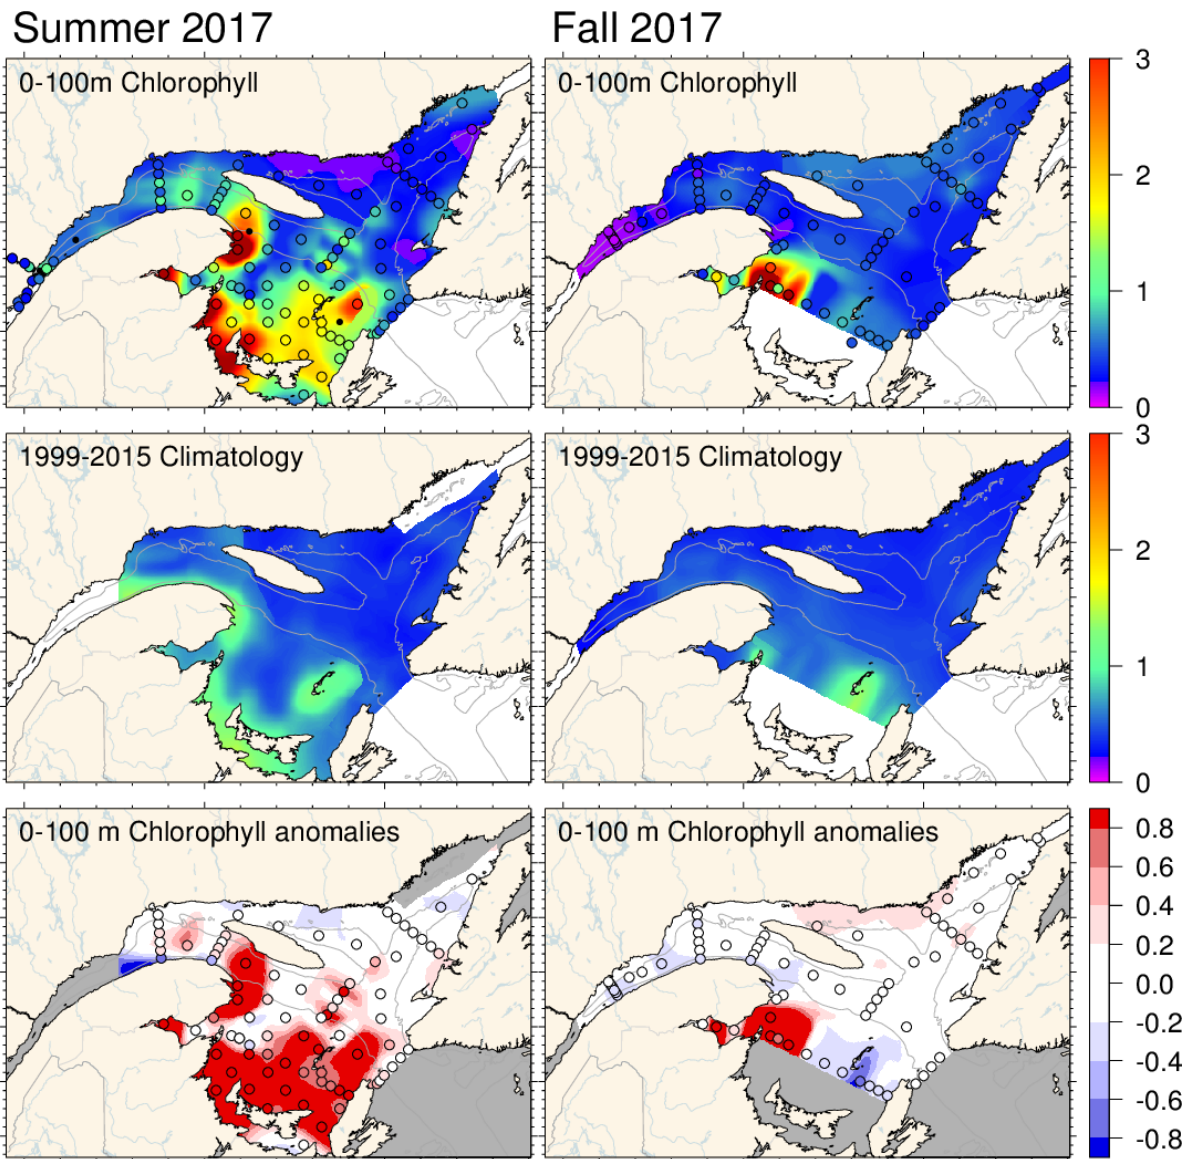 Summer 2017
Fall 2017
0-100m Chlorophyll
0-100m Chlorophyll
3
2
1
0
1999-2015 Climatology
1999-2015 Climatology
3
2
1
0
0-100 m Chlorophyll anomalies
0-100 m Chlorophyll anomalies
0.8
0.6
0.4
0.2
0.0
-0.2
-0.4
-0.6
-0.8